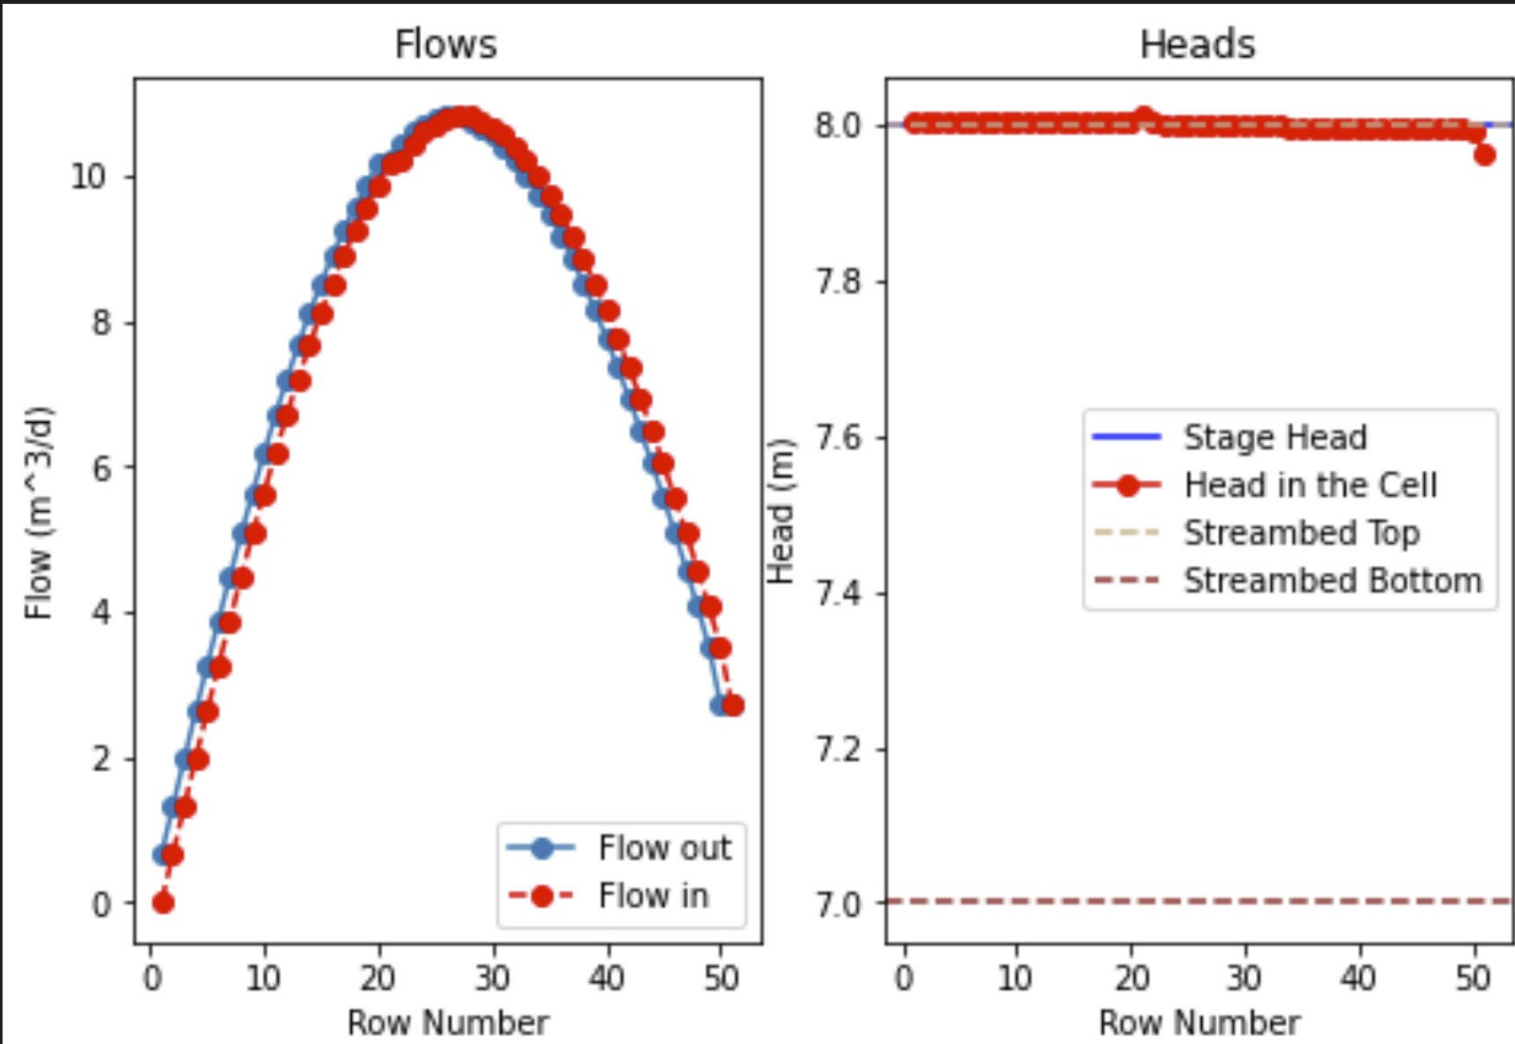 Flows
Flow (m^3/d)
10
8
6
4
2
0
0 10 20 30 40 50
Row Number
Flow out
Flow in
Heads
Head (m)
8.0
7.8
7.6
7.4
7.2
7.0
0 10 20 30 40 50
Row Number
Stage Head
Head in the Cell
Streambed Top
Streambed Bottom